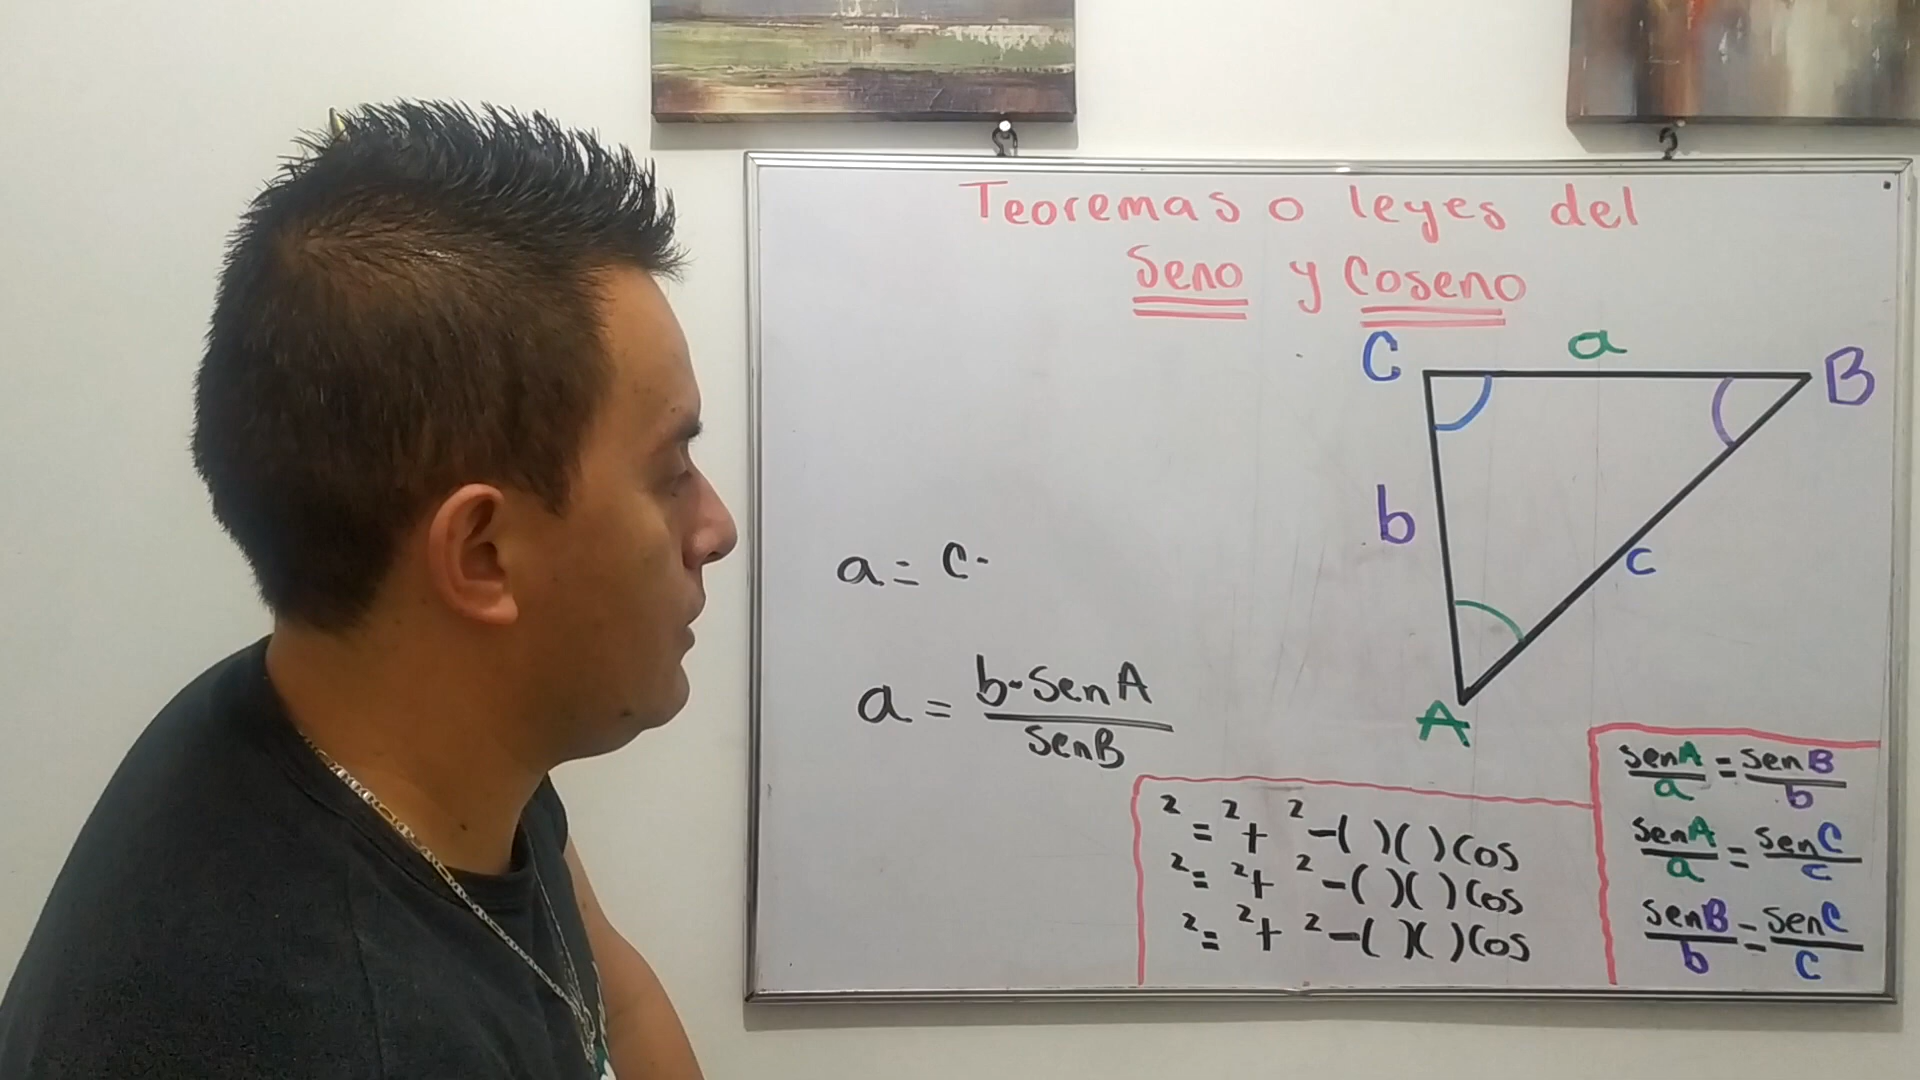 Teoremas o leyes del
Seno y Coseno
C a B
b
c
A
a = c·
a = b·SenA / SenB
² = ² + ² -( )( )Cos
² = ² + ² -( )( )Cos
² = ² + ² -( )( )Cos
senA / a = senB / b
senA / a = senC / c
senB / b = senC / c